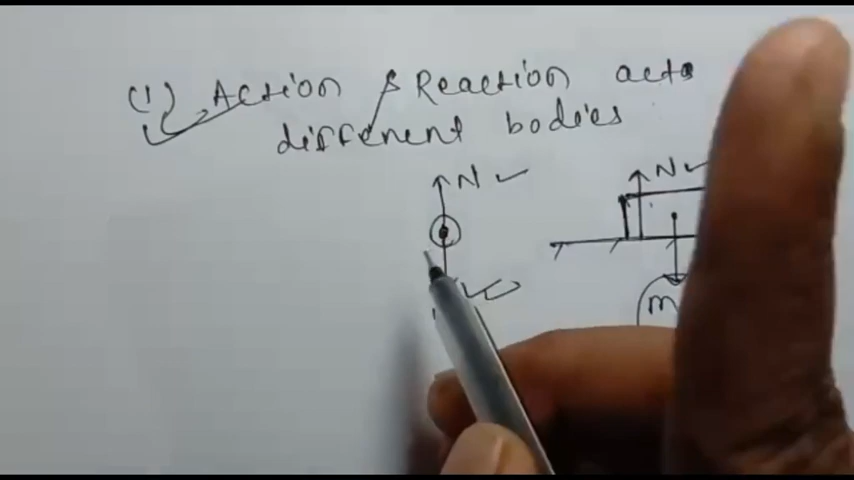 (1) Action & Reaction acts
different bodies
N N
m